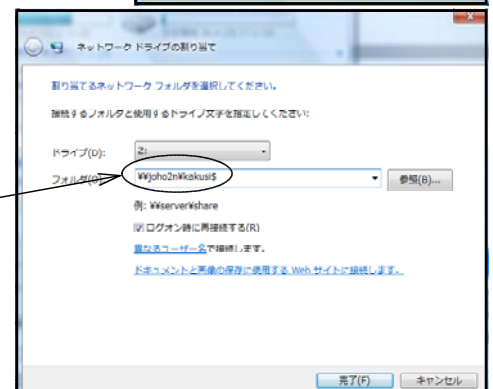 ネットワーク ドライブの割り当て
割り当てるネットワーク フォルダを選択してください。
接続するフォルダと使用するドライブ文字を指定してください:
ドライブ(D): Z:
フォルダ(O): ¥¥joho2n¥kakusi$ 参照(B)...
例: ¥¥server¥share
ログオン時に再接続する(R)
異なるユーザー名で接続します。
ドキュメントと画像の保存に使用する Web サイトに接続します。
完了(F) キャンセル